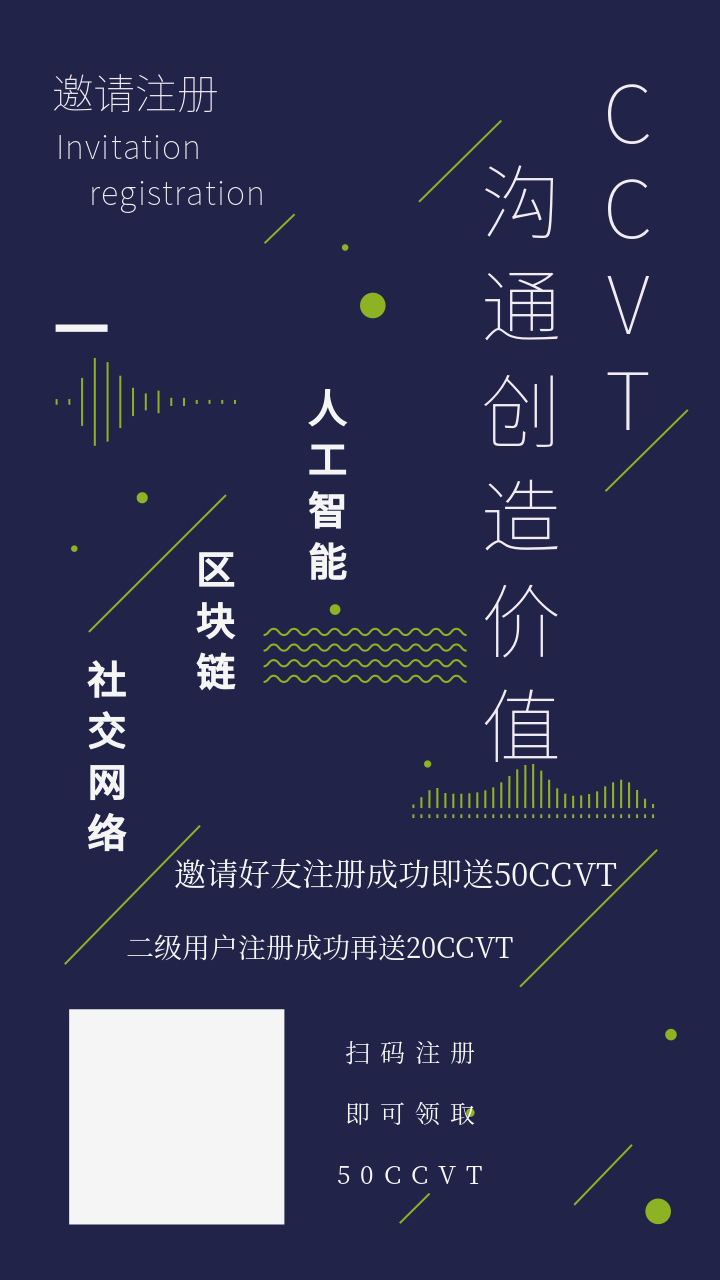 邀请注册
Invitation
registration
CCVT
沟通创造价值
人工智能
区块链
社交网络
邀请好友注册成功即送50CCVT
二级用户注册成功再送20CCVT
扫码注册
即可领取
50CCVT